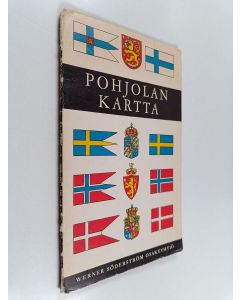 POHJOLAN
KARTTA
WERNER SÖDERSTRÖM OSAKEYHTIÖ